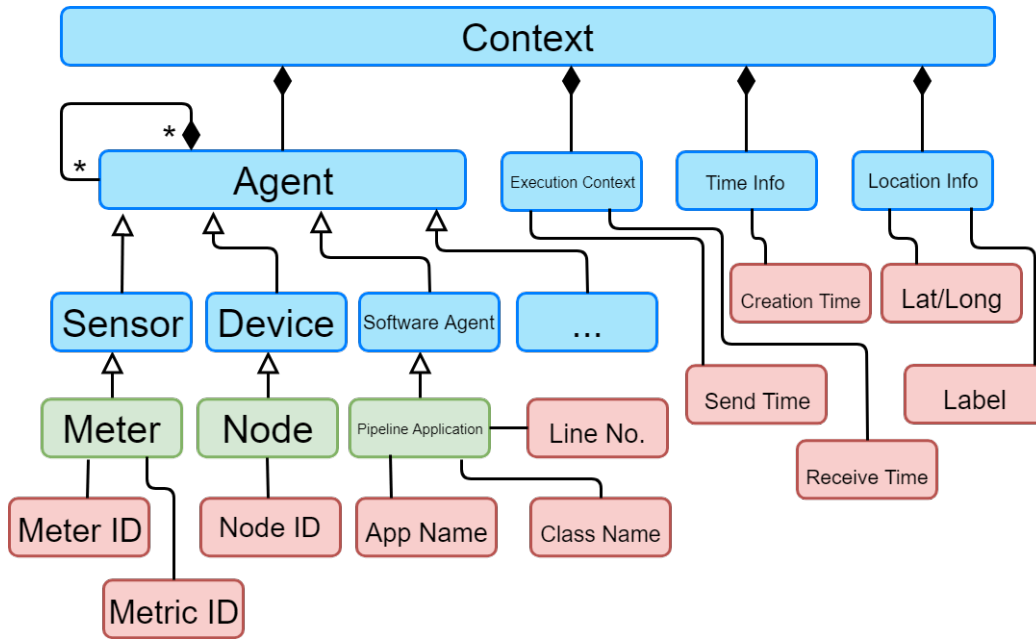 Context
*
*
Agent
Execution Context
Time Info
Location Info
Creation Time
Lat/Long
Sensor
Device
Software Agent
...
Send Time
Label
Meter
Node
Pipeline Application
Line No.
Receive Time
Meter ID
Node ID
App Name
Class Name
Metric ID